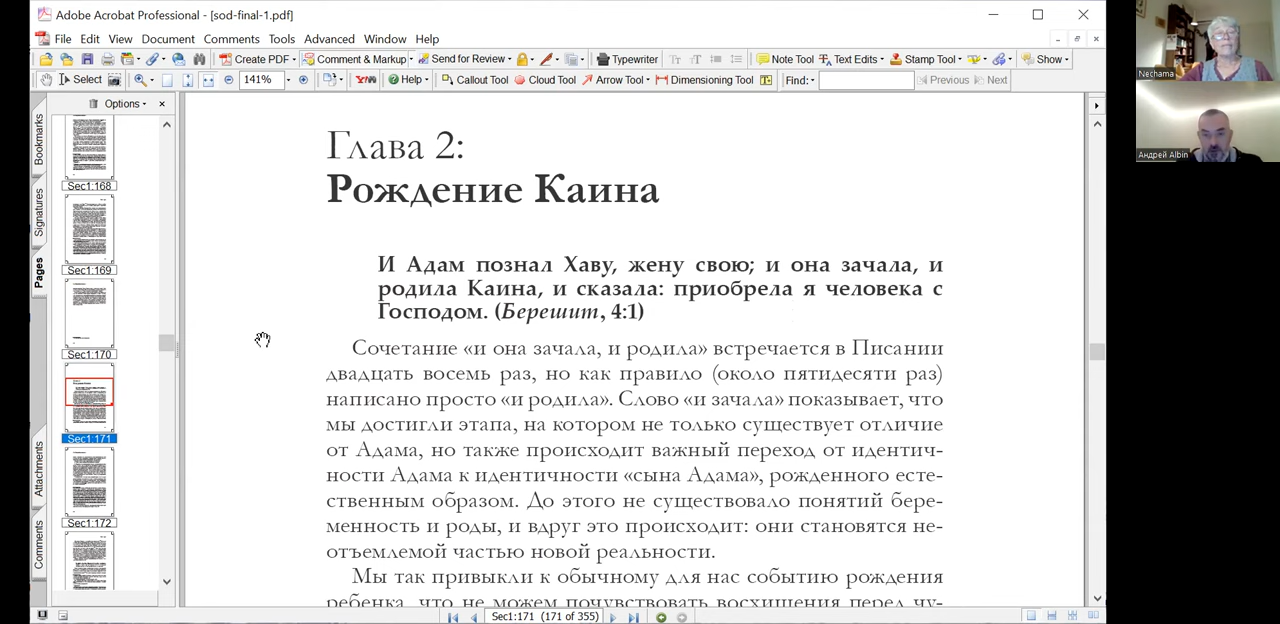 Adobe Acrobat Professional - [sod-final-1.pdf]
File Edit View Document Comments Tools Advanced Window Help
Create PDF Comment & Markup Send for Review Typewriter Note Tool Text Edits Stamp Tool Show
Select 141% Help Callout Tool Cloud Tool Arrow Tool Dimensioning Tool Find: Previous Next
Options
Bookmarks
Signatures
Pages
Attachments
Comments
Sec1:168
Sec1:169
Sec1:170
Sec1:171
Sec1:172
Глава 2:
Рождение Каина
И Адам познал Хаву, жену свою; и она зачала, и
родила Каина, и сказала: приобрела я человека с
Господом. (Берешит, 4:1)
Сочетание «и она зачала, и родила» встречается в Писании
двадцать восемь раз, но как правило (около пятидесяти раз)
написано просто «и родила». Слово «и зачала» показывает, что
мы достигли этапа, на котором не только существует отличие
от Адама, но также происходит важный переход от идентич-
ности Адама к идентичности «сына Адама», рожденного есте-
ственным образом. До этого не существовало понятий бере-
менность и роды, и вдруг это происходит: они становятся не-
отъемлемой частью новой реальности.
Мы так привыкли к обычному для нас событию рождения
ребенка, что не можем почувствовать восхищения перед чу-
Sec1:171 (171 of 355)
Nechama
Андрей Albin